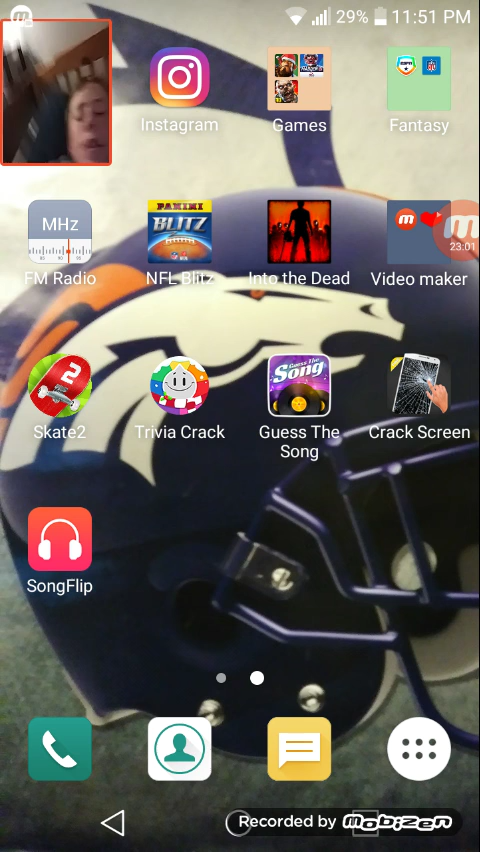 29% 11:51 PM
Instagram
Games
Fantasy
MHz
PANINI
BLITZ
23:01
FM Radio
NFL Blitz
Into the Dead
Video maker
2
Guess The
Song
Skate2
Trivia Crack
Guess The
Song
Crack Screen
SongFlip
Recorded by Mobizen